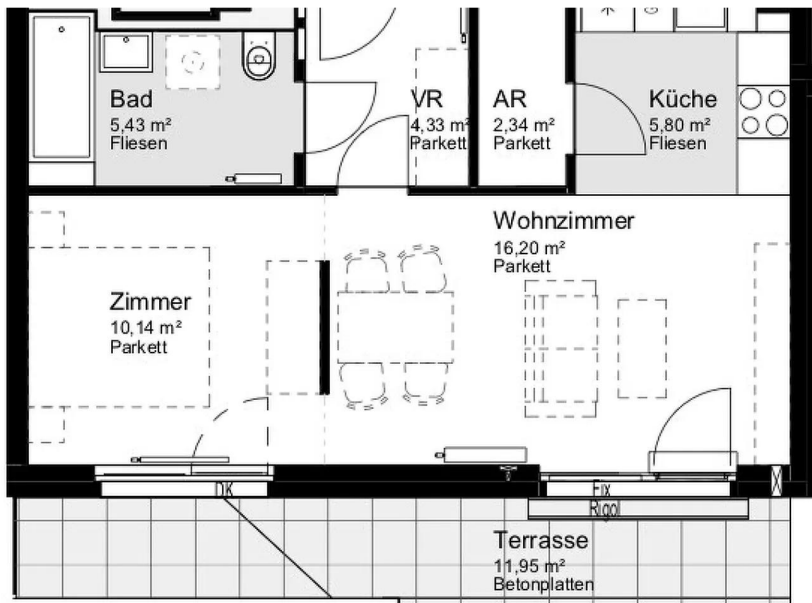 Bad
5,43 m²
Fliesen
VR
4,33 m²
Parkett
AR
2,34 m²
Parkett
Küche
5,80 m²
Fliesen
Wohnzimmer
16,20 m²
Parkett
Zimmer
10,14 m²
Parkett
DK
Fix
Rigol
Terrasse
11,95 m²
Betonplatten